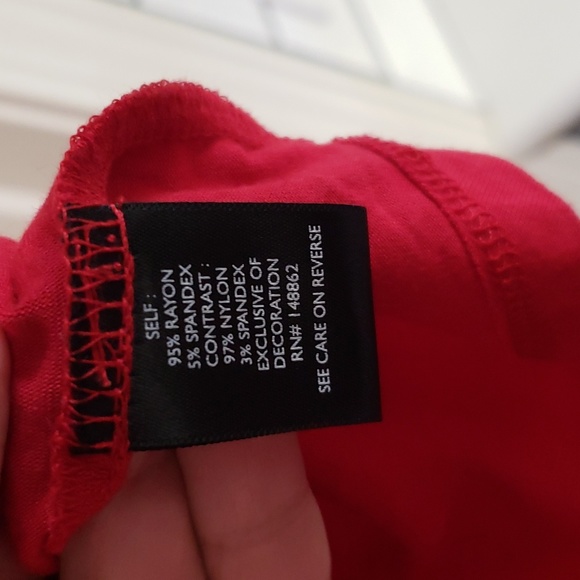 SELF :
95% RAYON
5% SPANDEX
CONTRAST :
97% NYLON
3% SPANDEX
EXCLUSIVE OF
DECORATION
RN# 148862
SEE CARE ON REVERSE